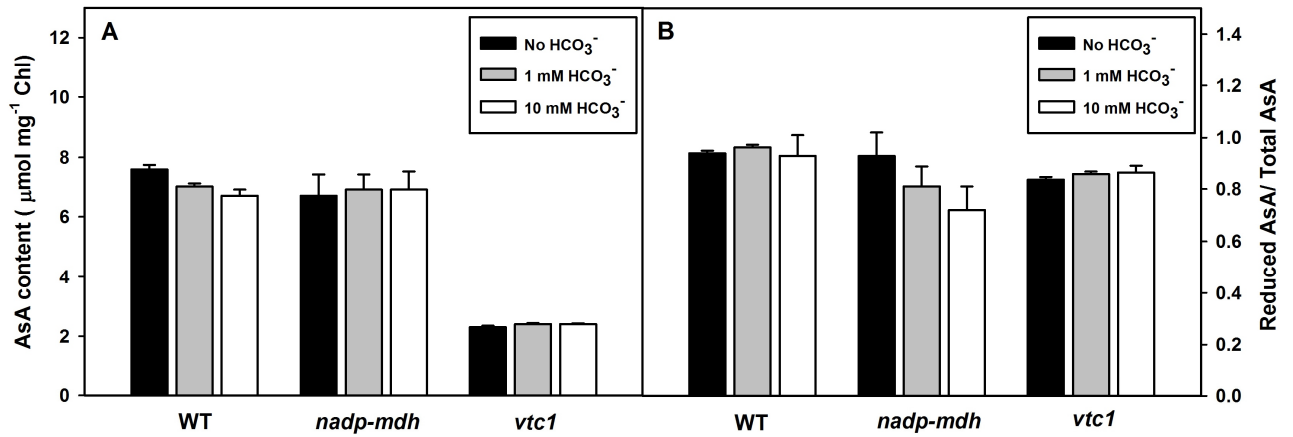 A
No HCO₃⁻
1 mM HCO₃⁻
10 mM HCO₃⁻
AsA content ( μmol mg⁻¹ Chl)
12
10
8
6
4
2
0
WT nadp-mdh vtc1
B
No HCO₃⁻
1 mM HCO₃⁻
10 mM HCO₃⁻
1.4
1.2
1.0
0.8
0.6
0.4
0.2
0.0
Reduced AsA/ Total AsA
WT nadp-mdh vtc1